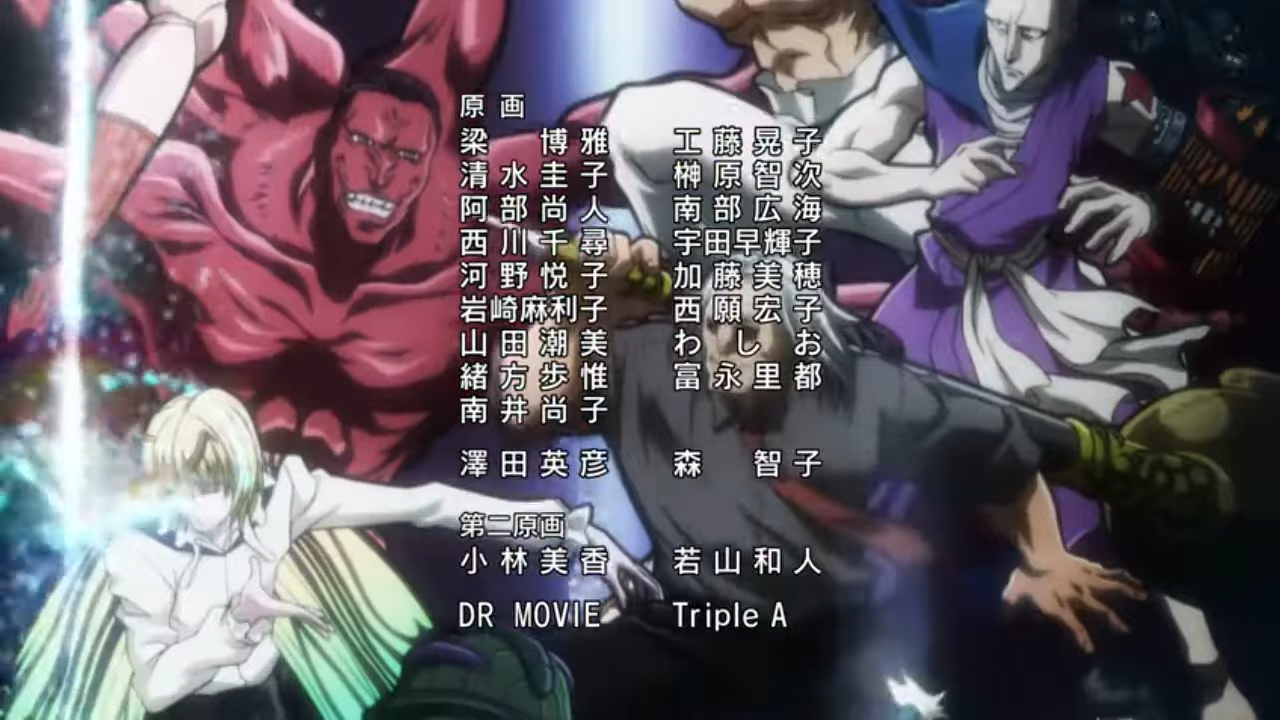 原画
梁 博雅 工藤晃子
清水圭子 榊原智次
阿部尚人 南部広海
西川千尋 宇田早輝子
河野悦子 加藤美穂
岩崎麻利子 西願宏子
山田潮美 わしお
緒方歩惟 富永里都
南井尚子
澤田英彦 森 智子
第二原画
小林美香 若山和人
DR MOVIE Triple A